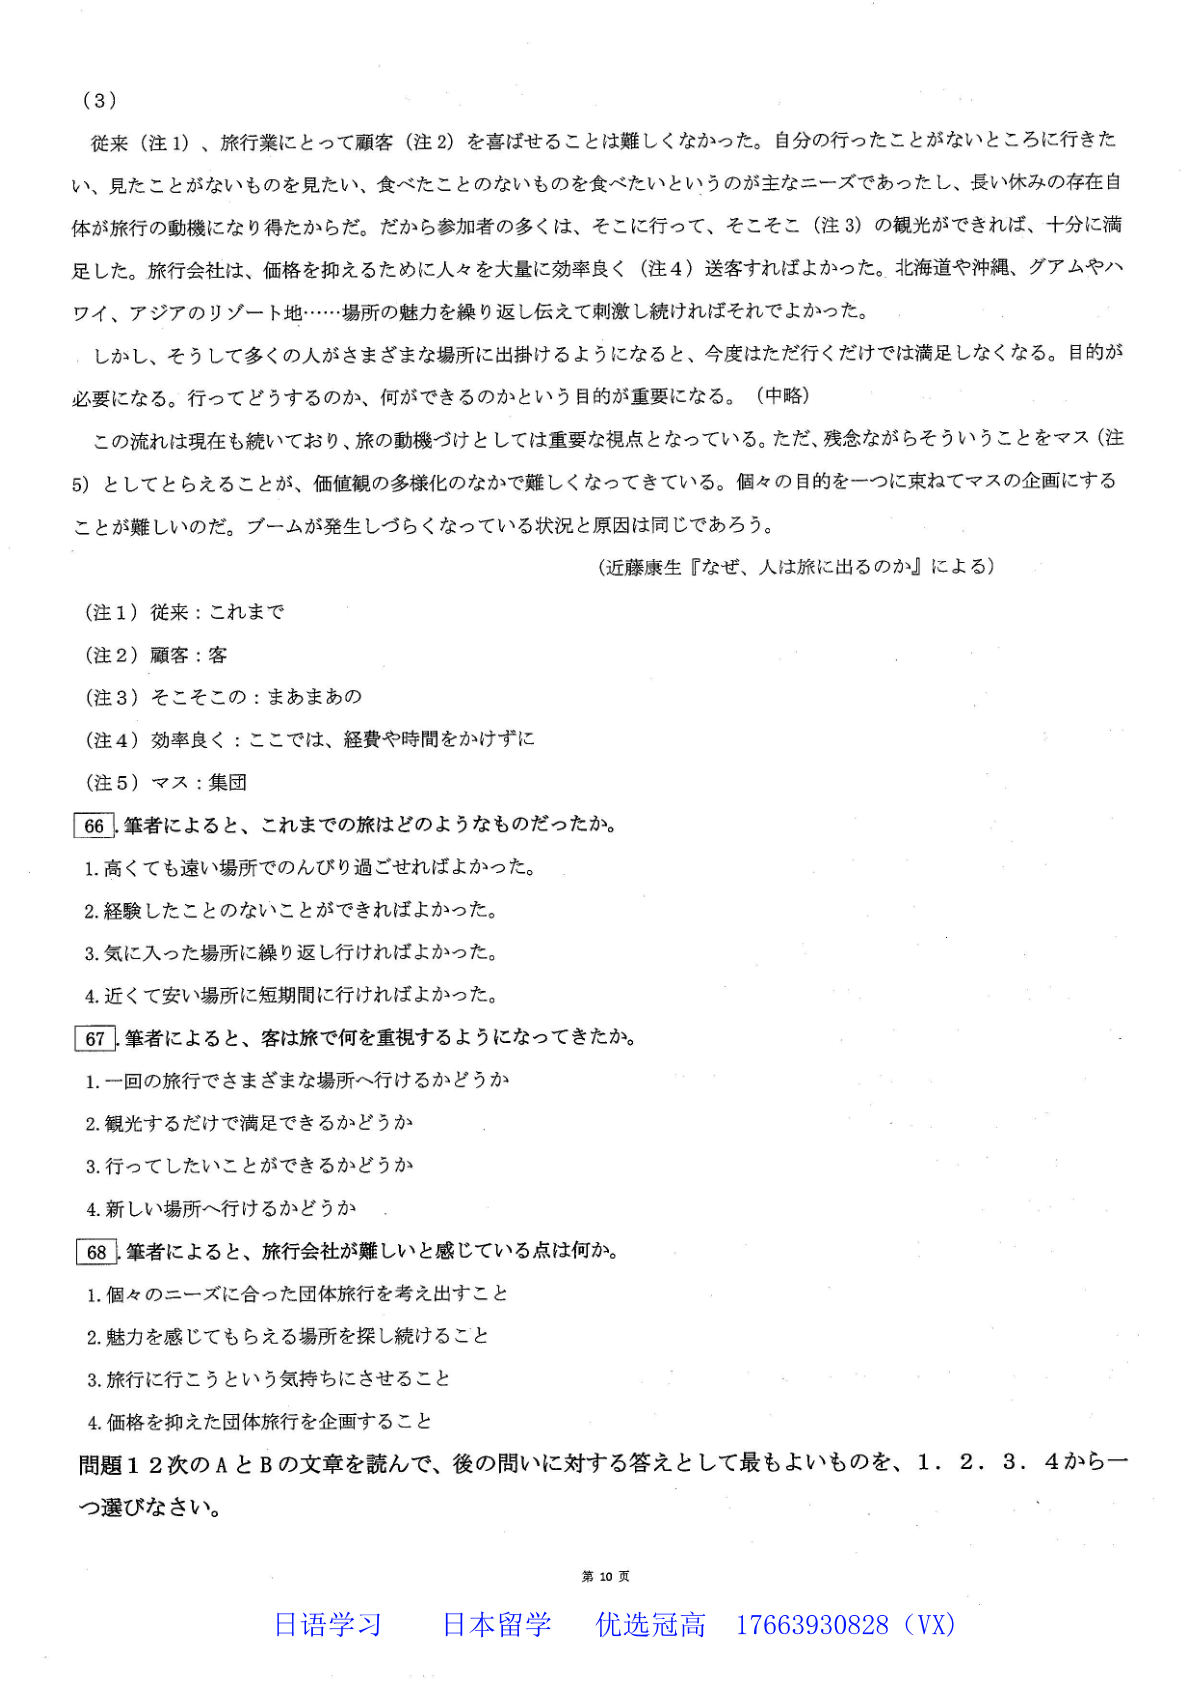 （3）
従来（注1）、旅行業にとって顧客（注2）を喜ばせることは難しくなかった。自分の行ったことがないところに行きた
い、見たことがないものを見たい、食べたことのないものを食べたいというのが主なニーズであったし、長い休みの存在自
体が旅行の動機になり得たからだ。だから参加者の多くは、そこに行って、そこそこ（注3）の観光ができれば、十分に満
足した。旅行会社は、価格を抑えるために人々を大量に効率良く（注4）送客すればよかった。北海道や沖縄、グアムやハ
ワイ、アジアのリゾート地……場所の魅力を繰り返し伝えて刺激し続ければそれでよかった。
しかし、そうして多くの人がさまざまな場所に出掛けるようになると、今度はただ行くだけでは満足しなくなる。目的が
必要になる。行ってどうするのか、何ができるのかという目的が重要になる。（中略）
この流れは現在も続いており、旅の動機づけとしては重要な視点となっている。ただ、残念ながらそういうことをマス（注
5）としてとらえることが、価値観の多様化のなかで難しくなってきている。個々の目的を一つに束ねてマスの企画にする
ことが難しいのだ。ブームが発生しづらくなっている状況と原因は同じであろう。
（近藤康生『なぜ、人は旅に出るのか』による）
（注1）従来：これまで
（注2）顧客：客
（注3）そこそこの：まあまあの
（注4）効率良く：ここでは、経費や時間をかけずに
（注5）マス：集団
66.筆者によると、これまでの旅はどのようなものだったか。
1.高くても遠い場所でのんびり過ごせればよかった。
2.経験したことのないことができればよかった。
3.気に入った場所に繰り返し行ければよかった。
4.近くて安い場所に短期間に行ければよかった。
67.筆者によると、客は旅で何を重視するようになってきたか。
1.一回の旅行でさまざまな場所へ行けるかどうか
2.観光するだけで満足できるかどうか
3.行ってしたいことができるかどうか
4.新しい場所へ行けるかどうか
68.筆者によると、旅行会社が難しいと感じている点は何か。
1.個々のニーズに合った団体旅行を考え出すこと
2.魅力を感じてもらえる場所を探し続けること
3.旅行に行こうという気持ちにさせること
4.価格を抑えた団体旅行を企画すること
問題１２次のAとBの文章を読んで、後の問いに対する答えとして最もよいものを、１．２．３．４から一
つ選びなさい。
第 10 页
日语学习 日本留学 优选冠高 17663930828（VX）